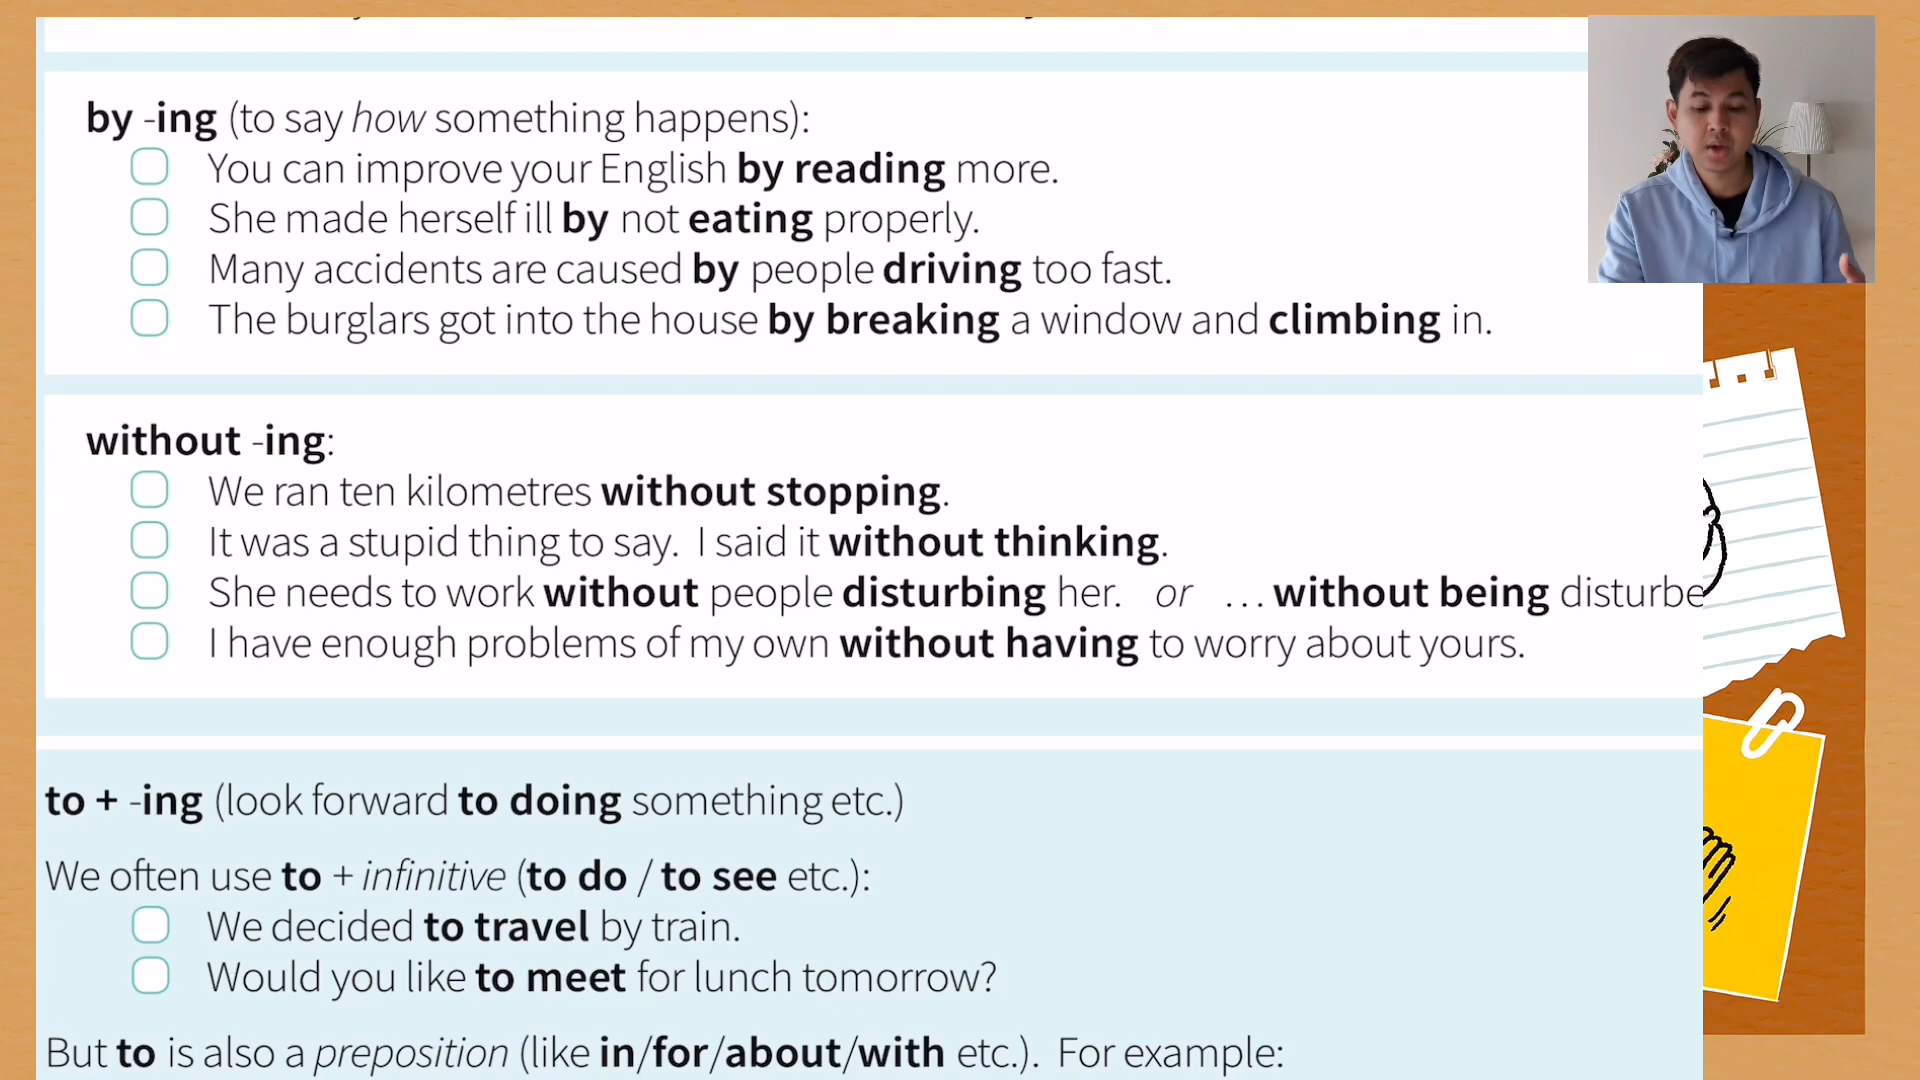 by -ing (to say how something happens):
You can improve your English by reading more.
She made herself ill by not eating properly.
Many accidents are caused by people driving too fast.
The burglars got into the house by breaking a window and climbing in.
without -ing:
We ran ten kilometres without stopping.
It was a stupid thing to say. I said it without thinking.
She needs to work without people disturbing her. or ... without being disturbe
I have enough problems of my own without having to worry about yours.
to + -ing (look forward to doing something etc.)
We often use to + infinitive (to do / to see etc.):
We decided to travel by train.
Would you like to meet for lunch tomorrow?
But to is also a preposition (like in/for/about/with etc.). For example: